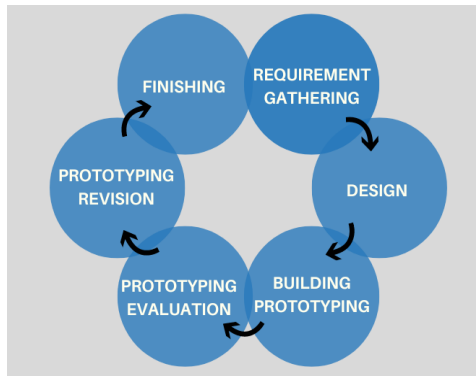 REQUIREMENT
GATHERING
DESIGN
BUILDING
PROTOTYPING
PROTOTYPING
EVALUATION
PROTOTYPING
REVISION
FINISHING